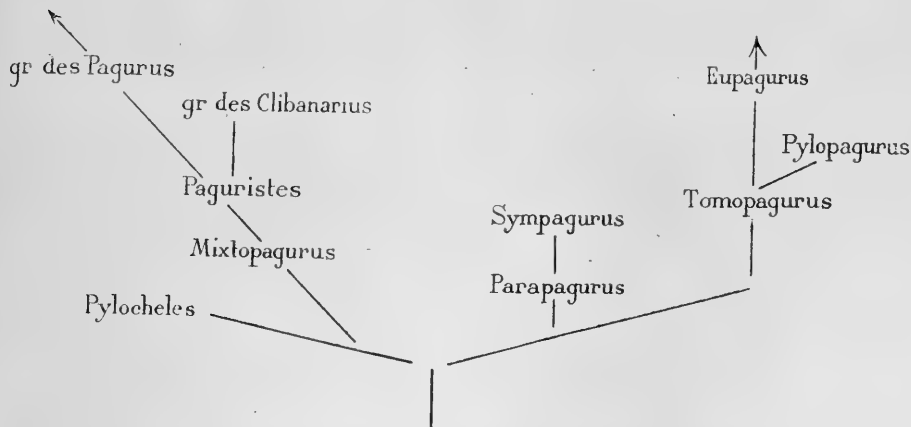 gr des Pagurus
Eupagurus
gr des Clibanarius
Pylopagurus
Paguristes
Tomopagurus
Sympagurus
Mixtopagurus
Parapagurus
Pylocheles